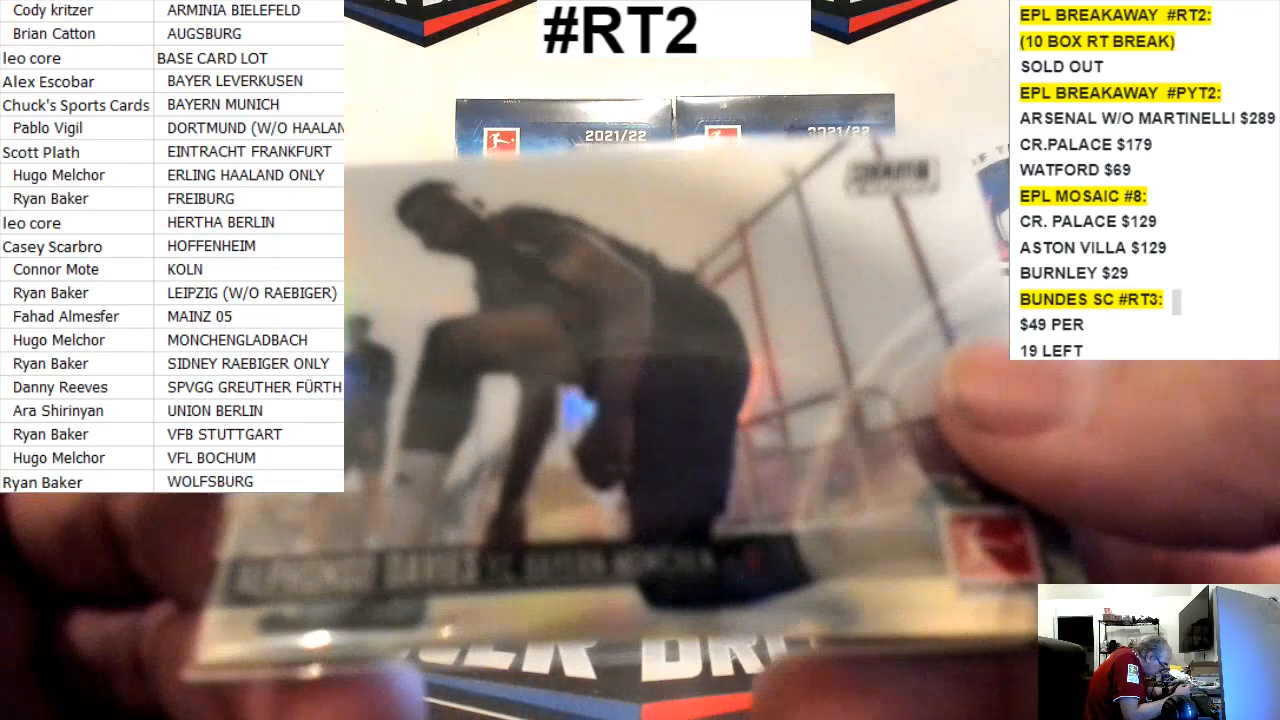 Cody kritzer ARMINIA BIELEFELD
Brian Catton AUGSBURG
leo core BASE CARD LOT
Alex Escobar BAYER LEVERKUSEN
Chuck's Sports Cards BAYERN MUNICH
Pablo Vigil DORTMUND (W/O HAALAN
Scott Plath EINTRACHT FRANKFURT
Hugo Melchor ERLING HAALAND ONLY
Ryan Baker FREIBURG
leo core HERTHA BERLIN
Casey Scarbro HOFFENHEIM
Connor Mote KOLN
Ryan Baker LEIPZIG (W/O RAEBIGER)
Fahad Almesfer MAINZ 05
Hugo Melchor MONCHENGLADBACH
Ryan Baker SIDNEY RAEBIGER ONLY
Danny Reeves SPVGG GREUTHER FÜRTH
Ara Shirinyan UNION BERLIN
Ryan Baker VFB STUTTGART
Hugo Melchor VFL BOCHUM
Ryan Baker WOLFSBURG
#RT2
2021/22
2021/22
IF T
ALPHONSO DAVIES FC BAYERN MÜNCHEN
EPL BREAKAWAY #RT2:
(10 BOX RT BREAK)
SOLD OUT
EPL BREAKAWAY #PYT2:
ARSENAL W/O MARTINELLI $289
CR.PALACE $179
WATFORD $69
EPL MOSAIC #8:
CR. PALACE $129
ASTON VILLA $129
BURNLEY $29
BUNDES SC #RT3:
$49 PER
19 LEFT